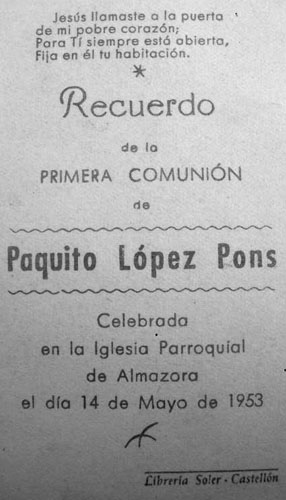 Jesús llamaste a la puerta
de mi pobre corazón;
Para Tí siempre está abierta,
Fija en él tu habitación.
*
Recuerdo
de la
PRIMERA COMUNIÓN
de
Paquito López Pons
Celebrada
en la Iglesia Parroquial
de Almazora
el día 14 de Mayo de 1953
Librería Soler - Castellón